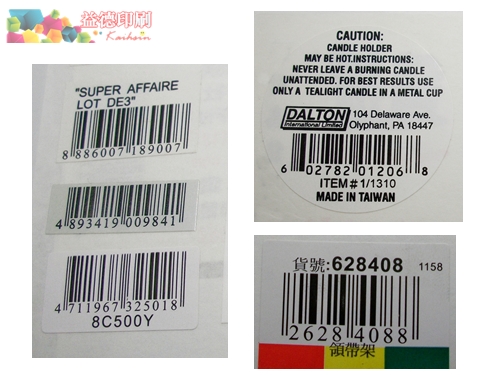 益德印刷
"SUPER AFFAIRE
LOT DE3"
8 886007 189007
4 893419 009841
4 711967 325018
8C500Y
CAUTION:
CANDLE HOLDER
MAY BE HOT.INSTRUCTIONS:
NEVER LEAVE A BURNING CANDLE
UNATTENDED. FOR BEST RESULTS USE
ONLY A TEALIGHT CANDLE IN A METAL CUP
DALTON
International Limited
104 Delaware Ave.
Olyphant, PA 18447
6 02782 01206 8
ITEM#1/1310
MADE IN TAIWAN
貨號:628408 1158
2628 4088
領帶架